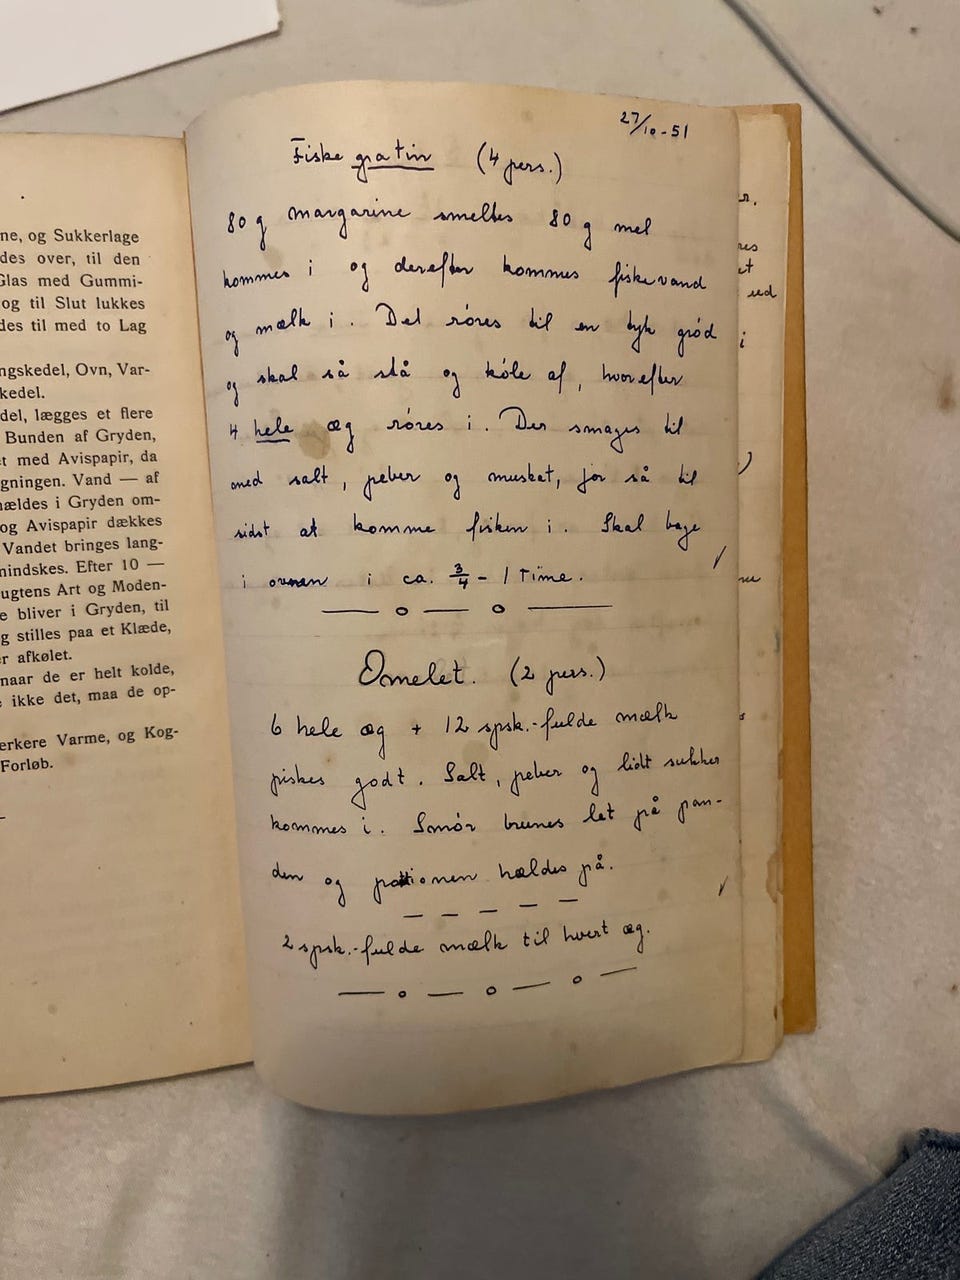 ne, og Sukkerlage
des over, til den
Glas med Gummi-
og til Slut lukkes
des til med to Lag
ngskedel, Ovn, Var-
kedel.
del, lægges et flere
Bunden af Gryden,
t med Avispapir, da
gningen. Vand — af
nældes i Gryden om-
og Avispapir dækkes
Vandet bringes lang-
mindskes. Efter 10 —
ugtens Art og Moden-
e bliver i Gryden, til
g stilles paa et Klæde,
r afkølet.
naar de er helt kolde,
ikke det, maa de op-
erkere Varme, og Kog-
Forløb.
27/10-51
Fiskegratin (4 pers.)
80 g margarine smeltes 80 g mel
kommes i og derefter kommes fiskevand
og mælk i. Det røres til en tyk grød
og skal så stå og køle af, hvorefter
4 hele æg røres i. Der smages til
med salt, peber og muskat, for så til
sidst at komme fisken i. Skal bage
i ovnen i ca. 3/4 - 1 Time.
Omelet. (2 pers.)
6 hele æg + 12 spsk.-fulde mælk
piskes godt. Salt, peber og lidt sukker
kommes i. Smør brunes let på pan-
den og portionen hældes på.
2 spsk.-fulde mælk til hvert æg.